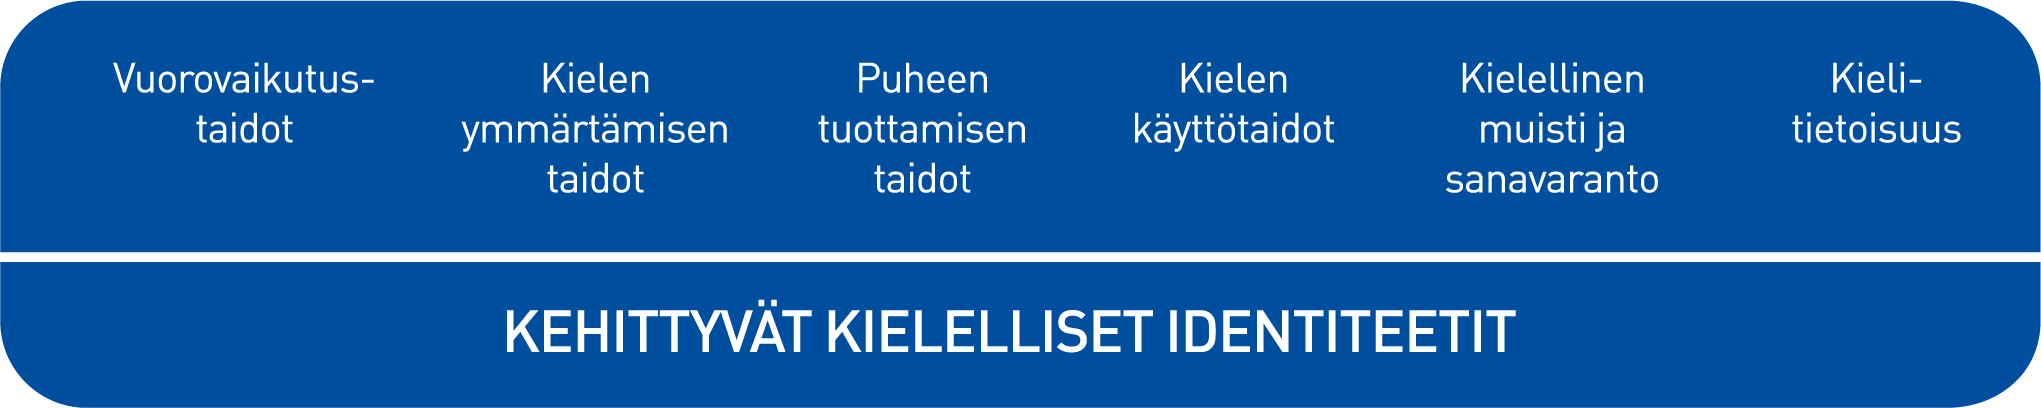 Vuorovaikutus-
taidot
Kielen
ymmärtämisen
taidot
Puheen
tuottamisen
taidot
Kielen
käyttötaidot
Kielellinen
muisti ja
sanavaranto
Kieli-
tietoisuus
KEHITTYVÄT KIELELLISET IDENTITEETIT